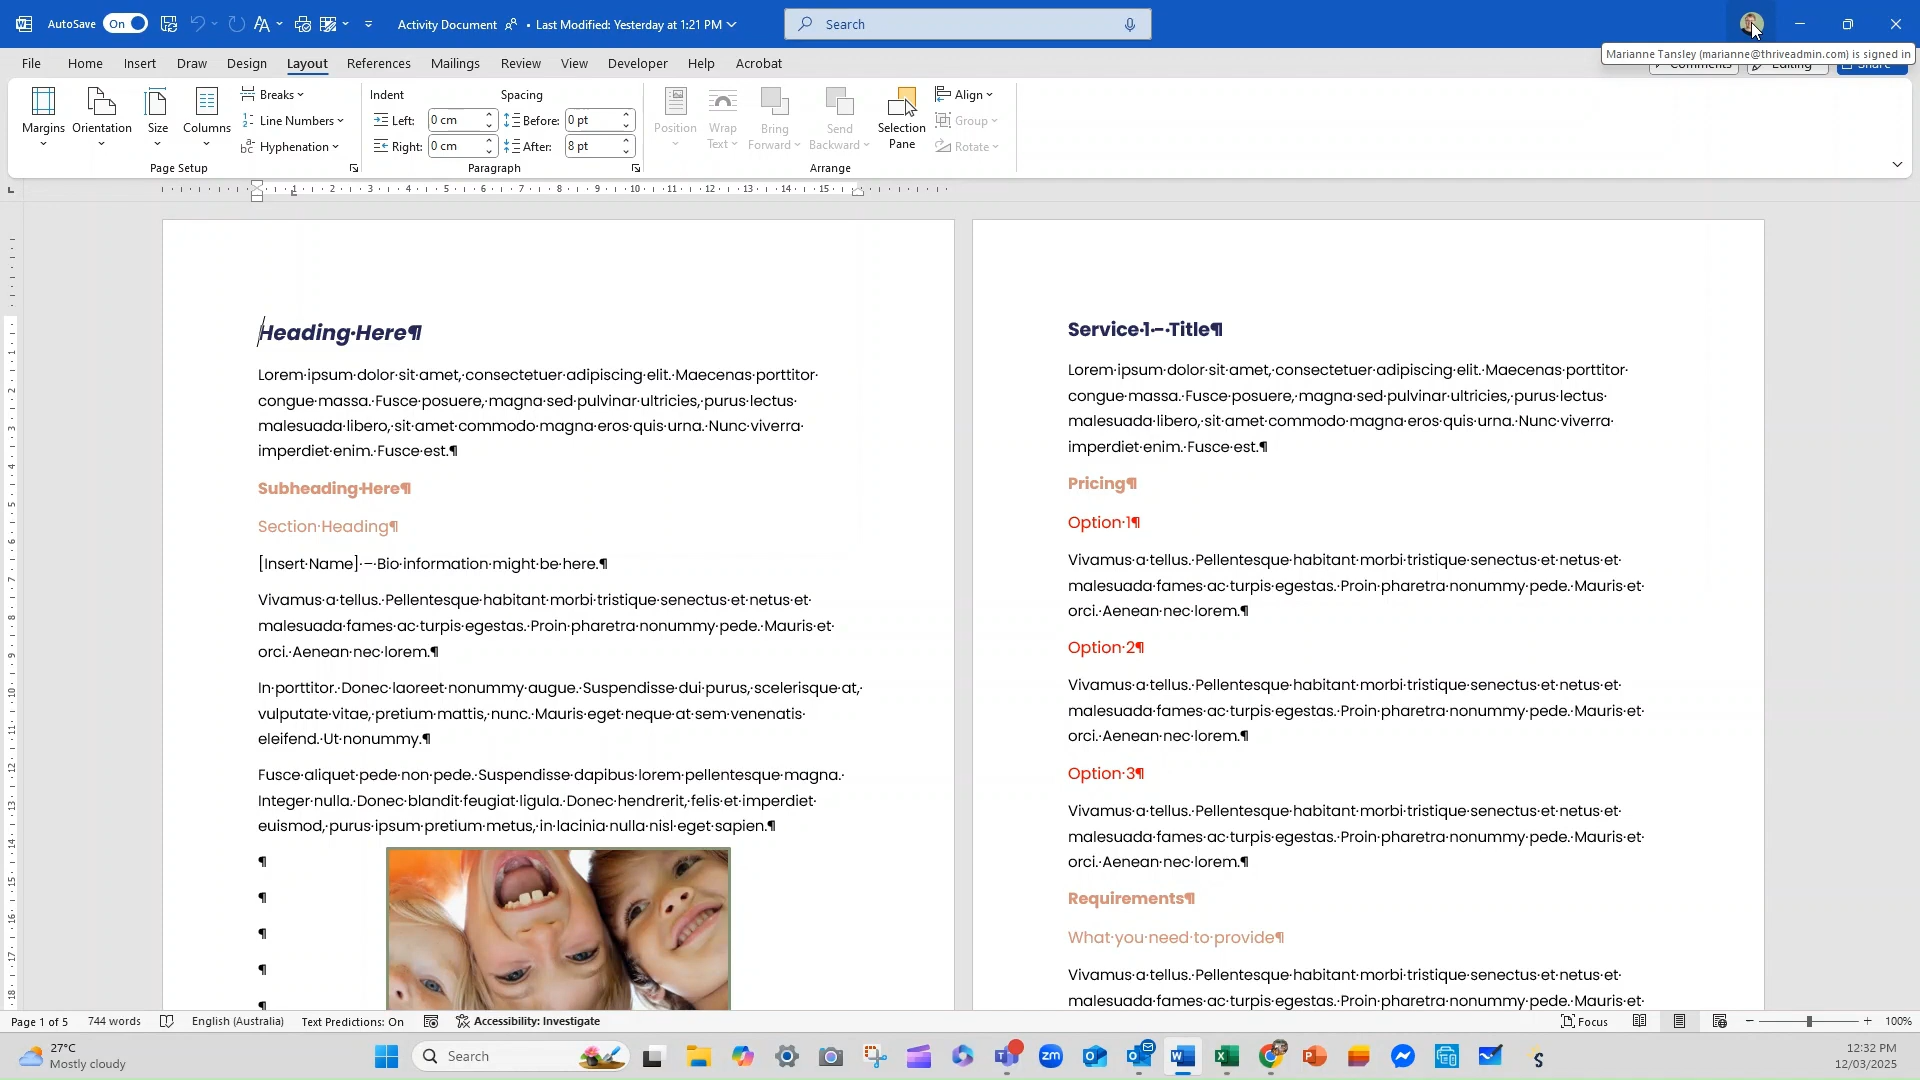 AutoSave On Activity Document • Last Modified: Yesterday at 1:21 PM Search
Marianne Tansley (marianne@thriveadmin.com) is signed in
File Home Insert Draw Design Layout References Mailings Review View Developer Help Acrobat Comments Editing Share
Margins Orientation Size Columns Breaks Line Numbers Hyphenation
Page Setup
Indent Spacing
Left: 0 cm Before: 0 pt
Right: 0 cm After: 8 pt
Paragraph
Position Wrap Text Bring Forward Send Backward Selection Pane Align Group Rotate
Arrange
1 2 3 4 5 6 7 8 9 10 11 12 13 14 15
Heading·Here¶
Lorem·ipsum·dolor·sit·amet,·consectetuer·adipiscing·elit.·Maecenas·porttitor·
congue·massa.·Fusce·posuere,·magna·sed·pulvinar·ultricies,·purus·lectus·
malesuada·libero,·sit·amet·commodo·magna·eros·quis·urna.·Nunc·viverra·
imperdiet·enim.·Fusce·est.¶
Subheading·Here¶
Section·Heading¶
[Insert·Name]·–·Bio·information·might·be·here.¶
Vivamus·a·tellus.·Pellentesque·habitant·morbi·tristique·senectus·et·netus·et·
malesuada·fames·ac·turpis·egestas.·Proin·pharetra·nonummy·pede.·Mauris·et·
orci.·Aenean·nec·lorem.¶
In·porttitor.·Donec·laoreet·nonummy·augue.·Suspendisse·dui·purus,·scelerisque·at,·
vulputate·vitae,·pretium·mattis,·nunc.·Mauris·eget·neque·at·sem·venenatis·
eleifend.·Ut·nonummy.¶
Fusce·aliquet·pede·non·pede.·Suspendisse·dapibus·lorem·pellentesque·magna.·
Integer·nulla.·Donec·blandit·feugiat·ligula.·Donec·hendrerit,·felis·et·imperdiet·
euismod,·purus·ipsum·pretium·metus,·in·lacinia·nulla·nisl·eget·sapien.¶
¶
¶
¶
¶
¶
Service·1·–·Title¶
Lorem·ipsum·dolor·sit·amet,·consectetuer·adipiscing·elit.·Maecenas·porttitor·
congue·massa.·Fusce·posuere,·magna·sed·pulvinar·ultricies,·purus·lectus·
malesuada·libero,·sit·amet·commodo·magna·eros·quis·urna.·Nunc·viverra·
imperdiet·enim.·Fusce·est.¶
Pricing¶
Option·1¶
Vivamus·a·tellus.·Pellentesque·habitant·morbi·tristique·senectus·et·netus·et·
malesuada·fames·ac·turpis·egestas.·Proin·pharetra·nonummy·pede.·Mauris·et·
orci.·Aenean·nec·lorem.¶
Option·2¶
Vivamus·a·tellus.·Pellentesque·habitant·morbi·tristique·senectus·et·netus·et·
malesuada·fames·ac·turpis·egestas.·Proin·pharetra·nonummy·pede.·Mauris·et·
orci.·Aenean·nec·lorem.¶
Option·3¶
Vivamus·a·tellus.·Pellentesque·habitant·morbi·tristique·senectus·et·netus·et·
malesuada·fames·ac·turpis·egestas.·Proin·pharetra·nonummy·pede.·Mauris·et·
orci.·Aenean·nec·lorem.¶
Requirements¶
What·you·need·to·provide¶
Vivamus·a·tellus.·Pellentesque·habitant·morbi·tristique·senectus·et·netus·et·
malesuada·fames·ac·turpis·egestas.·Proin·pharetra·nonummy·pede.·Mauris·et·
Page 1 of 5 744 words English (Australia) Text Predictions: On Accessibility: Investigate Focus 100%
27°C
Mostly cloudy
Search
12:32 PM
12/03/2025